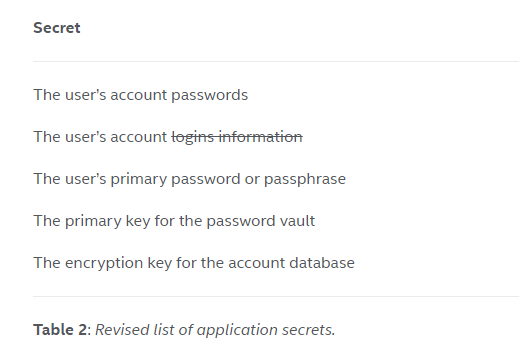 Secret
The user's account passwords
The user's account logins information
The user's primary password or passphrase
The primary key for the password vault
The encryption key for the account database
Table 2: Revised list of application secrets.